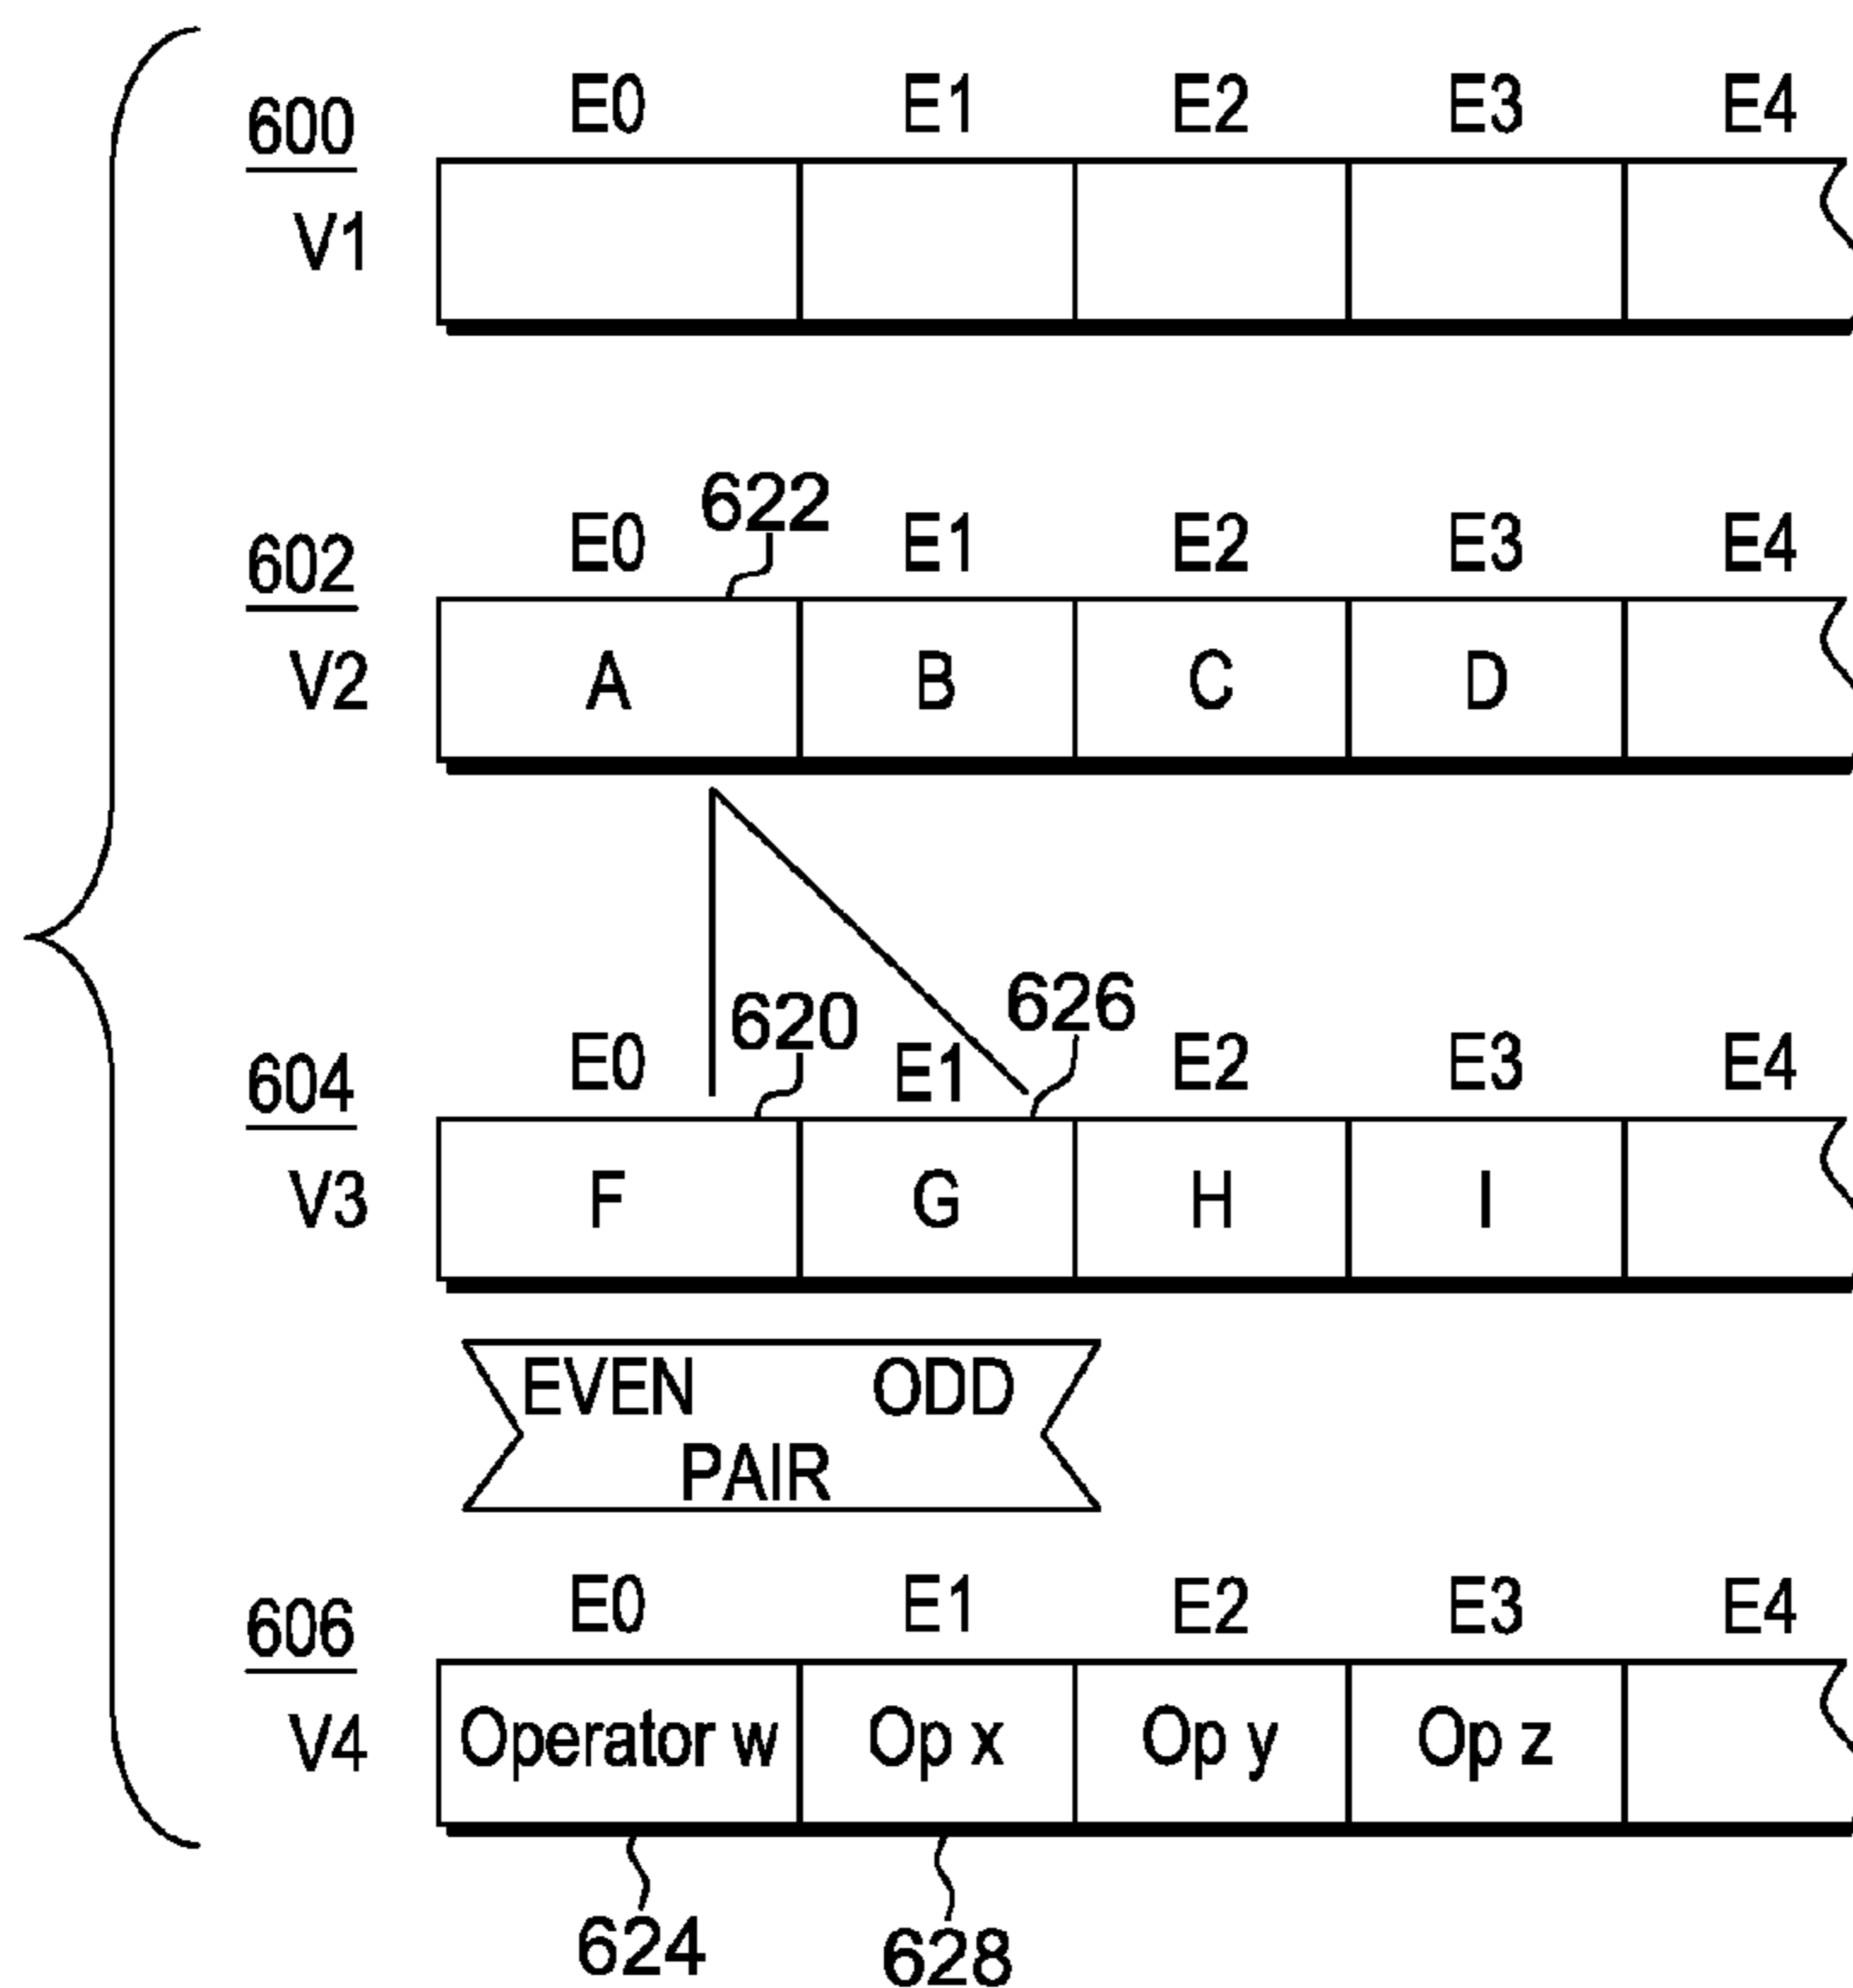 600 E0 E1 E2 E3 E4
V1
622
602 E0 E1 E2 E3 E4
V2 A B C D
620 626
604 E0 E1 E2 E3 E4
V3 F G H I
EVEN ODD
PAIR
606 E0 E1 E2 E3 E4
V4 Operator w Op x Op y Op z
624 628